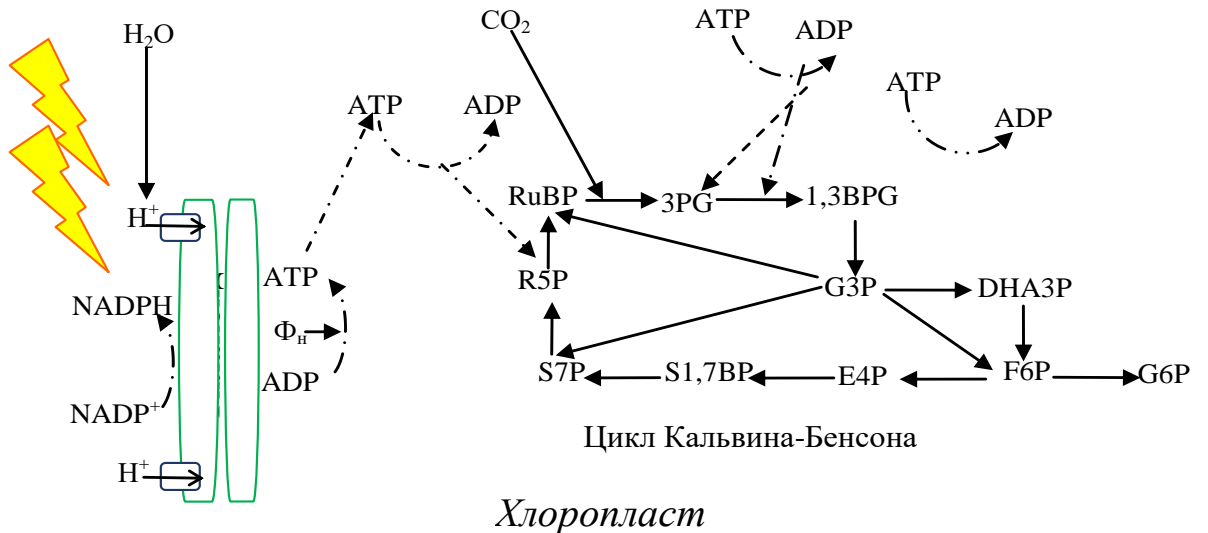 H₂O
CO₂
ATP
ADP
ATP
ADP
ATP
ADP
RuBP
3PG
1,3BPG
H⁺
ATP
R5P
G3P
DHA3P
NADPH
Фн
ADP
S7P
S1,7BP
E4P
F6P
G6P
NADP⁺
Цикл Кальвина-Бенсона
H⁺
Хлоропласт